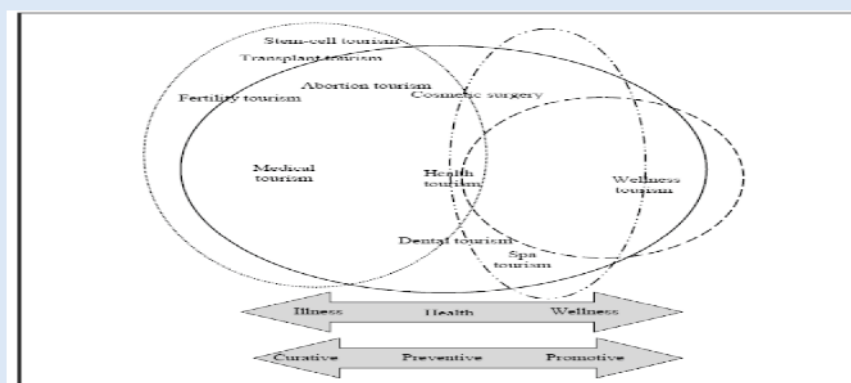 Stem-cell tourism
Transplant tourism
Abortion tourism
Cosmetic surgery
Fertility tourism
Medical
tourism
Health
tourism
Wellness
tourism
Dental tourism
Spa
tourism
Illness
Health
Wellness
Curative
Preventive
Promotive